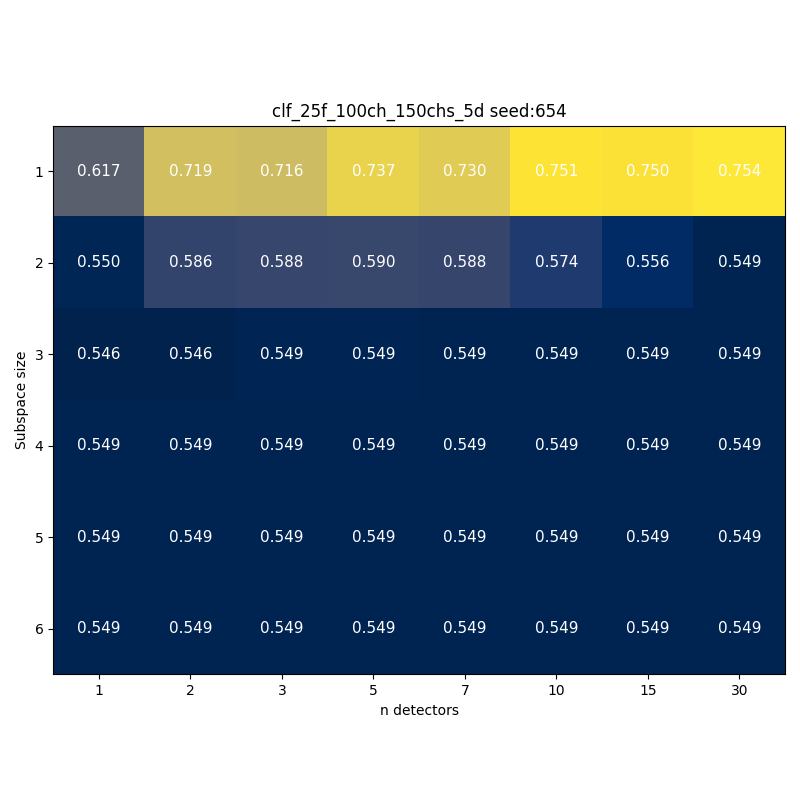 clf_25f_100ch_150chs_5d seed:654
1 0.617 0.719 0.716 0.737 0.730 0.751 0.750 0.754
2 0.550 0.586 0.588 0.590 0.588 0.574 0.556 0.549
3 0.546 0.546 0.549 0.549 0.549 0.549 0.549 0.549
4 0.549 0.549 0.549 0.549 0.549 0.549 0.549 0.549
5 0.549 0.549 0.549 0.549 0.549 0.549 0.549 0.549
6 0.549 0.549 0.549 0.549 0.549 0.549 0.549 0.549
Subspace size
1 2 3 5 7 10 15 30
n detectors